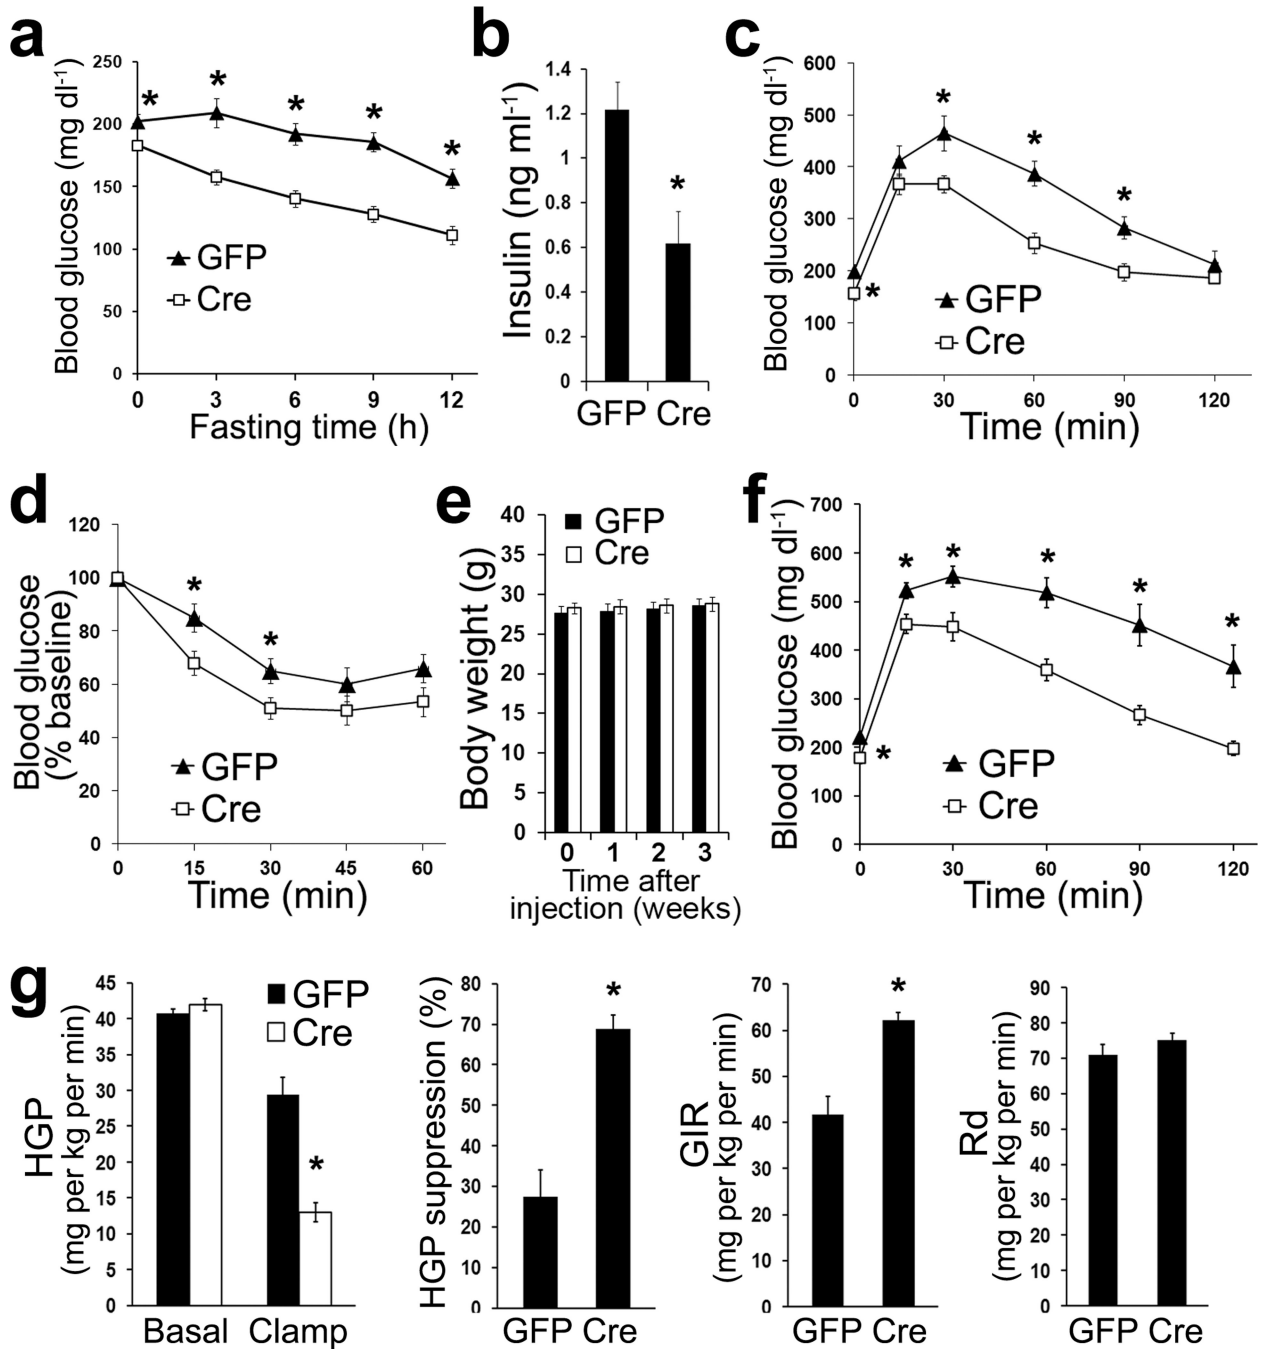 a
Blood glucose (mg dl-1)
250
200
150
100
50
0
* * * * *
GFP
Cre
0 3 6 9 12
Fasting time (h)
b
Insulin (ng ml-1)
1.4
1.2
1
0.8
0.6
0.4
0.2
0
*
GFP Cre
c
Blood glucose (mg dl-1)
600
500
400
300
200
100
0
* * * *
GFP
Cre
0 30 60 90 120
Time (min)
d
Blood glucose
(% baseline)
120
100
80
60
40
20
0
* *
GFP
Cre
0 15 30 45 60
Time (min)
e
Body weight (g)
40
35
30
25
20
15
10
5
0
GFP
Cre
0 1 2 3
Time after
injection (weeks)
f
Blood glucose (mg dl-1)
700
600
500
400
300
200
100
0
* * * * * *
GFP
Cre
0 30 60 90 120
Time (min)
g
HGP
(mg per kg per min)
45
40
35
30
25
20
15
10
5
0
GFP
Cre
*
Basal Clamp
HGP suppression (%)
80
70
60
50
40
30
20
10
0
*
GFP Cre
GIR
(mg per kg per min)
70
60
50
40
30
20
10
0
*
GFP Cre
Rd
(mg per kg per min)
90
80
70
60
50
40
30
20
10
0
GFP Cre